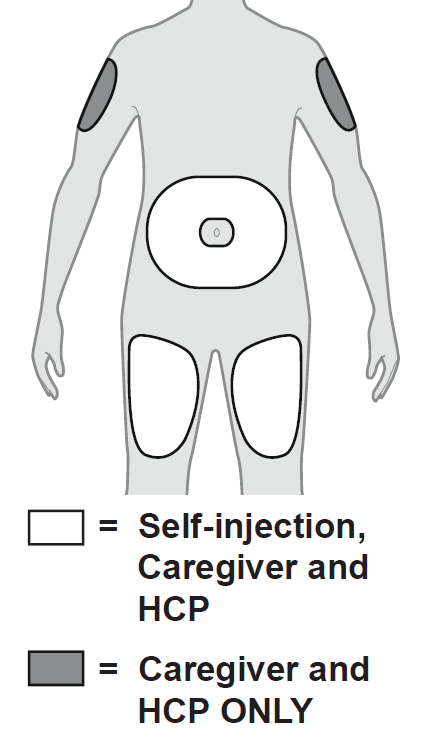 = Self-injection,
Caregiver and
HCP
= Caregiver and
HCP ONLY